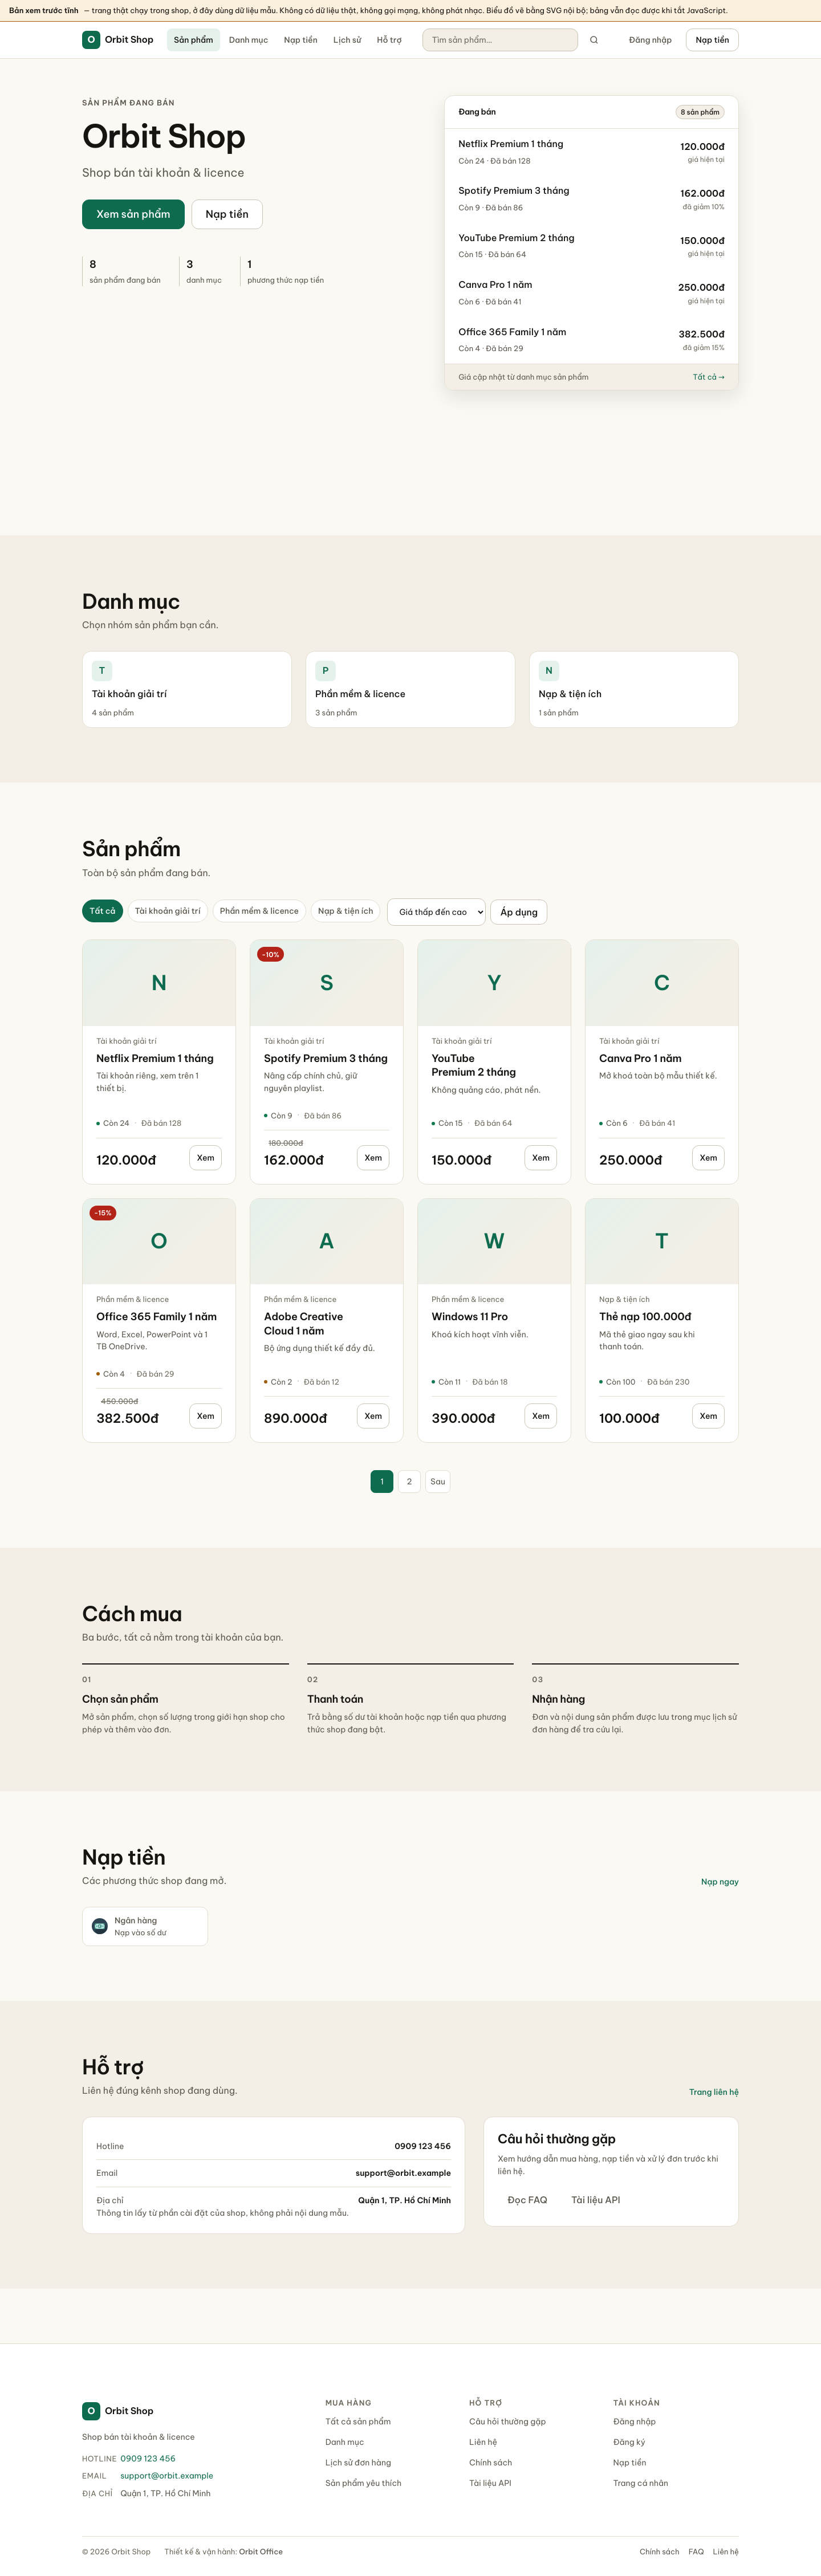 Bản xem trước tĩnh — trang thật chạy trong shop, ở đây dùng dữ liệu mẫu. Không có dữ liệu thật, không gọi mạng, không phát nhạc. Biểu đồ vẽ bằng SVG nội bộ; bảng vẫn đọc được khi tắt JavaScript.
O Orbit Shop Sản phẩm Danh mục Nạp tiền Lịch sử Hỗ trợ Tìm sản phẩm… Đăng nhập Nạp tiền
SẢN PHẨM ĐANG BÁN
Orbit Shop
Shop bán tài khoản & licence
Xem sản phẩm Nạp tiền
8 3 1
sản phẩm đang bán danh mục phương thức nạp tiền
Đang bán 8 sản phẩm
Netflix Premium 1 tháng 120.000đ
Còn 24 · Đã bán 128 giá hiện tại
Spotify Premium 3 tháng 162.000đ
Còn 9 · Đã bán 86 đã giảm 10%
YouTube Premium 2 tháng 150.000đ
Còn 15 · Đã bán 64 giá hiện tại
Canva Pro 1 năm 250.000đ
Còn 6 · Đã bán 41 giá hiện tại
Office 365 Family 1 năm 382.500đ
Còn 4 · Đã bán 29 đã giảm 15%
Giá cập nhật từ danh mục sản phẩm Tất cả →
Danh mục
Chọn nhóm sản phẩm bạn cần.
T P N
Tài khoản giải trí Phần mềm & licence Nạp & tiện ích
4 sản phẩm 3 sản phẩm 1 sản phẩm
Sản phẩm
Toàn bộ sản phẩm đang bán.
Tất cả Tài khoản giải trí Phần mềm & licence Nạp & tiện ích Giá thấp đến cao Áp dụng
N
Tài khoản giải trí
Netflix Premium 1 tháng
Tài khoản riêng, xem trên 1
thiết bị.
Còn 24 · Đã bán 128
120.000đ Xem
-10%
S
Tài khoản giải trí
Spotify Premium 3 tháng
Nâng cấp chính chủ, giữ
nguyên playlist.
Còn 9 · Đã bán 86
180.000đ
162.000đ Xem
Y
Tài khoản giải trí
YouTube
Premium 2 tháng
Không quảng cáo, phát nền.
Còn 15 · Đã bán 64
150.000đ Xem
C
Tài khoản giải trí
Canva Pro 1 năm
Mở khoá toàn bộ mẫu thiết kế.
Còn 6 · Đã bán 41
250.000đ Xem
-15%
O
Phần mềm & licence
Office 365 Family 1 năm
Word, Excel, PowerPoint và 1
TB OneDrive.
Còn 4 · Đã bán 29
450.000đ
382.500đ Xem
A
Phần mềm & licence
Adobe Creative
Cloud 1 năm
Bộ ứng dụng thiết kế đầy đủ.
Còn 2 · Đã bán 12
890.000đ Xem
W
Phần mềm & licence
Windows 11 Pro
Khoá kích hoạt vĩnh viễn.
Còn 11 · Đã bán 18
390.000đ Xem
T
Nạp & tiện ích
Thẻ nạp 100.000đ
Mã thẻ giao ngay sau khi
thanh toán.
Còn 100 · Đã bán 230
100.000đ Xem
1 2 Sau
Cách mua
Ba bước, tất cả nằm trong tài khoản của bạn.
01
Chọn sản phẩm
Mở sản phẩm, chọn số lượng trong giới hạn shop cho
phép và thêm vào đơn.
02
Thanh toán
Trả bằng số dư tài khoản hoặc nạp tiền qua phương
thức shop đang bật.
03
Nhận hàng
Đơn và nội dung sản phẩm được lưu trong mục lịch sử
đơn hàng để tra cứu lại.
Nạp tiền
Các phương thức shop đang mở. Nạp ngay
Ngân hàng
Nạp vào số dư
Hỗ trợ
Liên hệ đúng kênh shop đang dùng. Trang liên hệ
Hotline 0909 123 456
Email support@orbit.example
Địa chỉ Quận 1, TP. Hồ Chí Minh
Thông tin lấy từ phần cài đặt của shop, không phải nội dung mẫu.
Câu hỏi thường gặp
Xem hướng dẫn mua hàng, nạp tiền và xử lý đơn trước khi
liên hệ.
Đọc FAQ Tài liệu API
O Orbit Shop
Shop bán tài khoản & licence
HOTLINE 0909 123 456
EMAIL support@orbit.example
ĐỊA CHỈ Quận 1, TP. Hồ Chí Minh
MUA HÀNG
Tất cả sản phẩm
Danh mục
Lịch sử đơn hàng
Sản phẩm yêu thích
HỖ TRỢ
Câu hỏi thường gặp
Liên hệ
Chính sách
Tài liệu API
TÀI KHOẢN
Đăng nhập
Đăng ký
Nạp tiền
Trang cá nhân
© 2026 Orbit Shop Thiết kế & vận hành: Orbit Office Chính sách FAQ Liên hệ